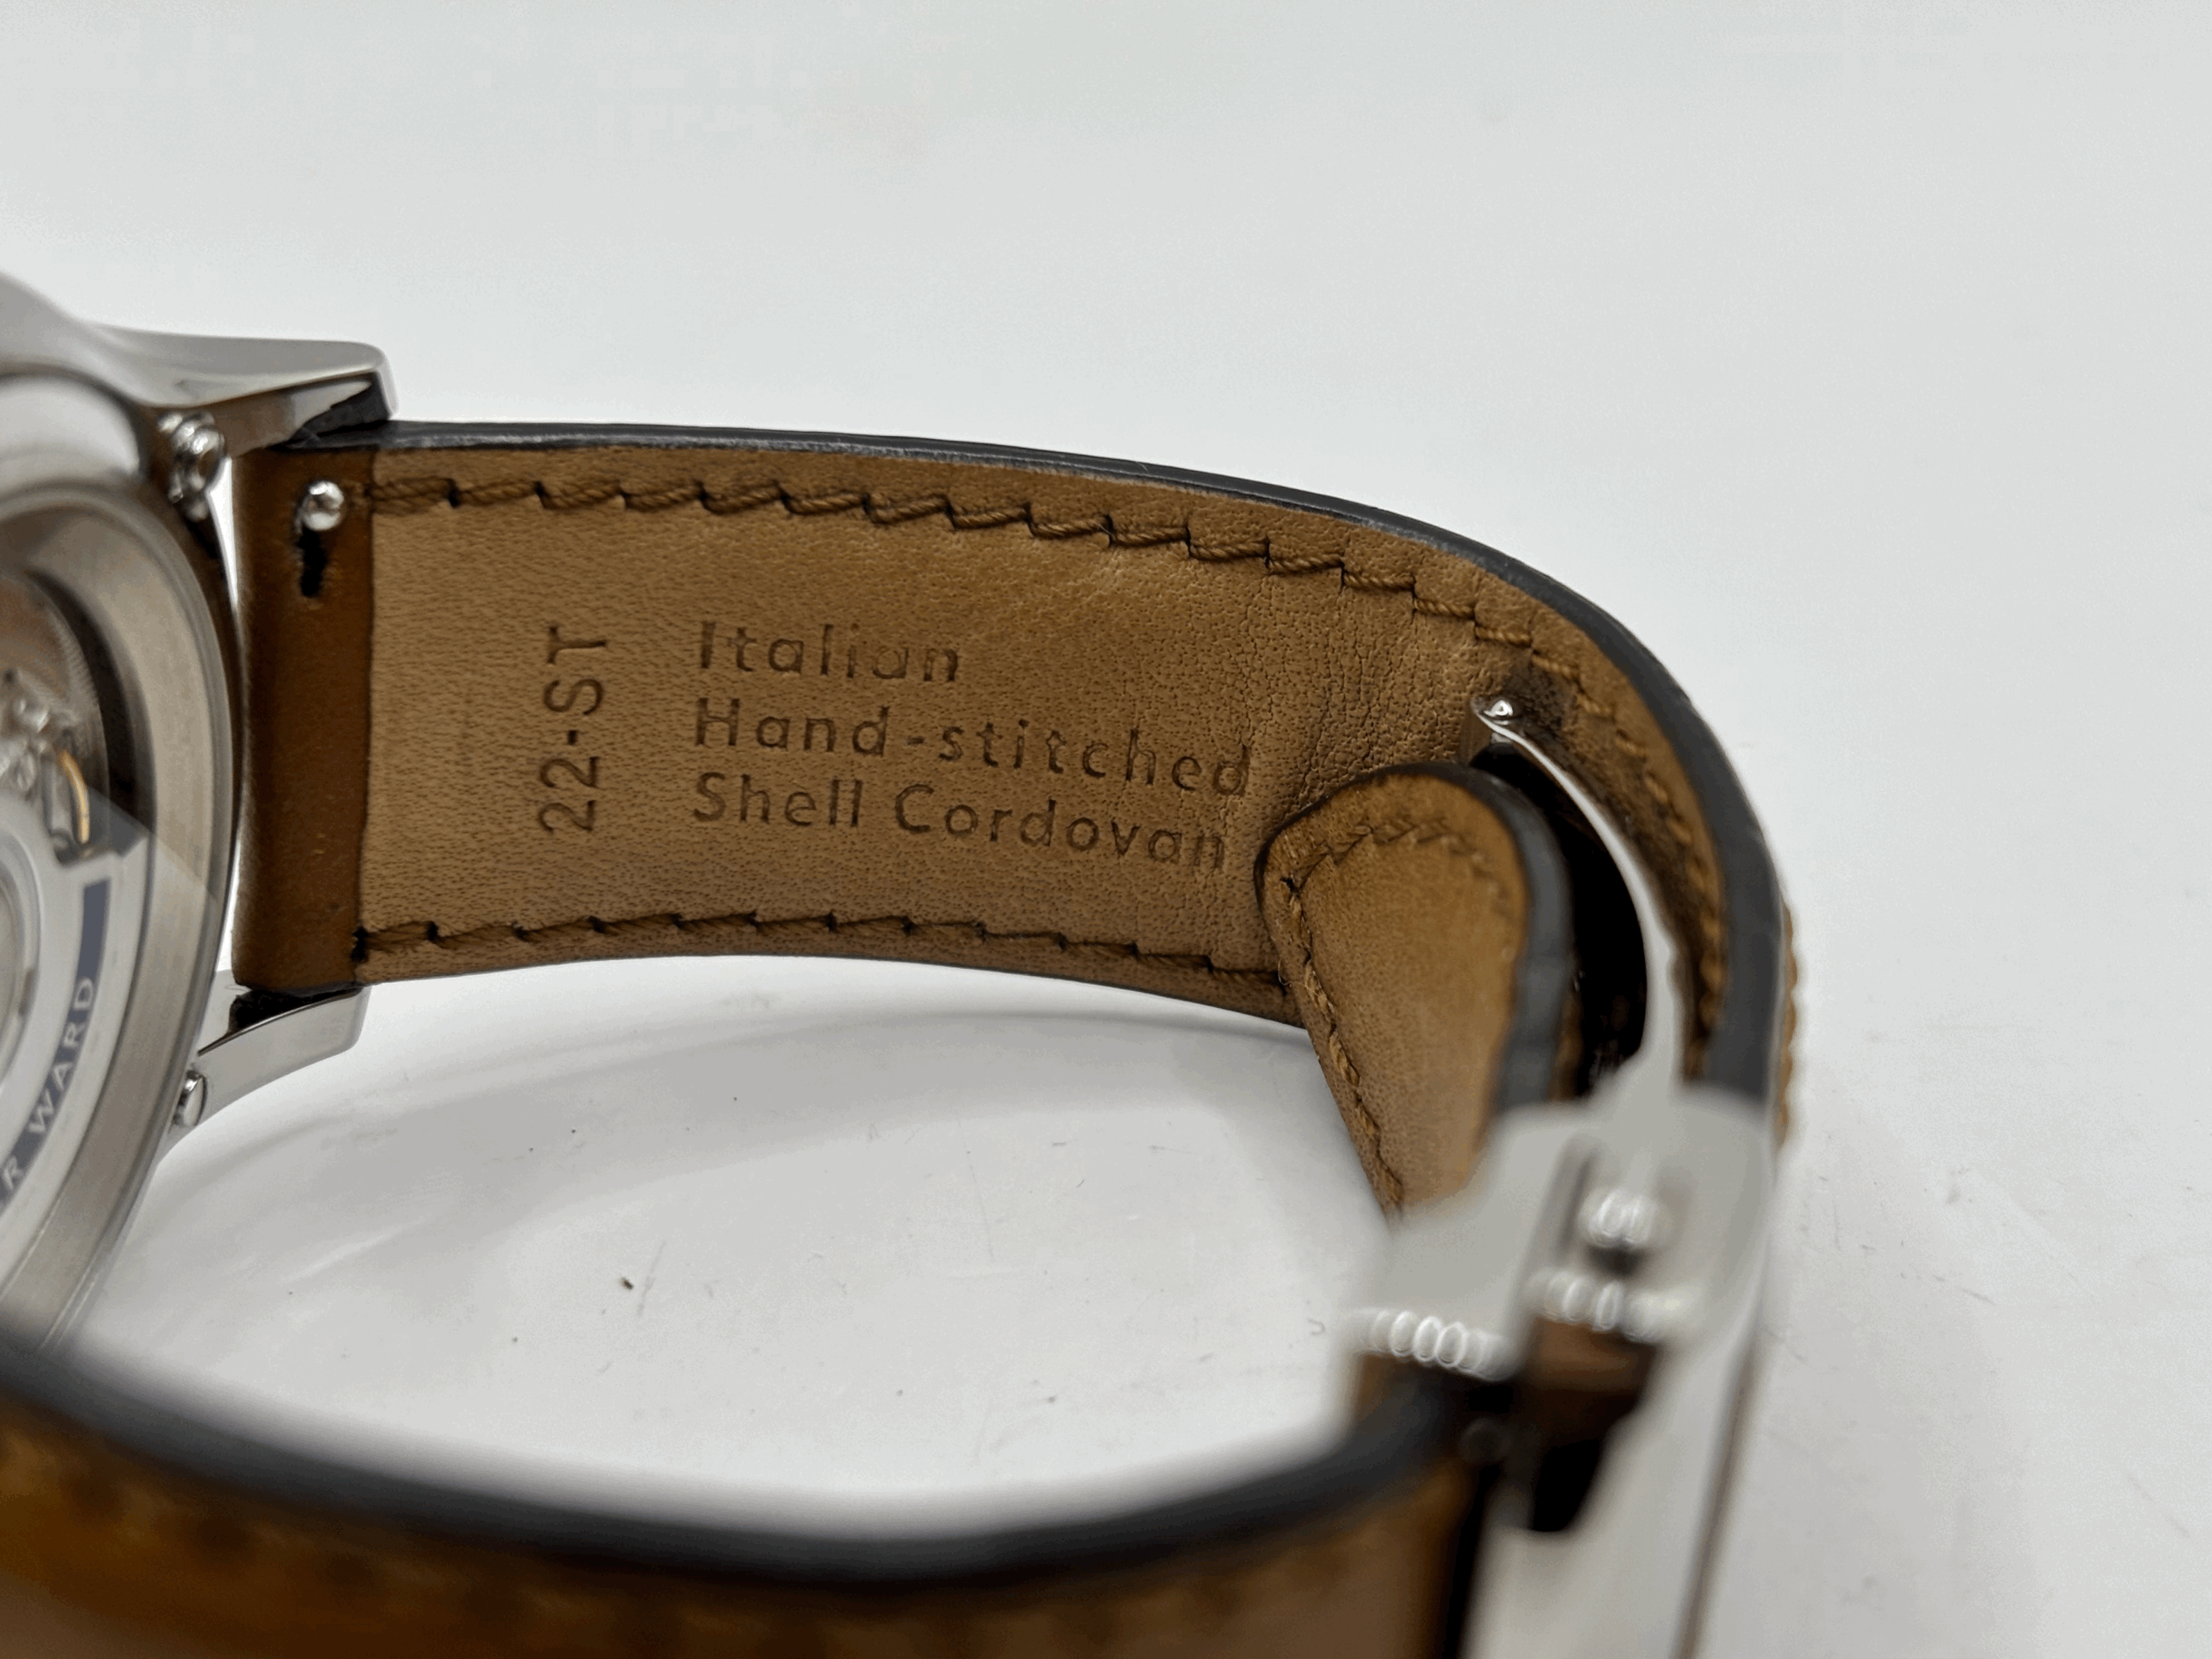 22-ST
Italian
Hand-stitched
Shell Cordovan
R WARD